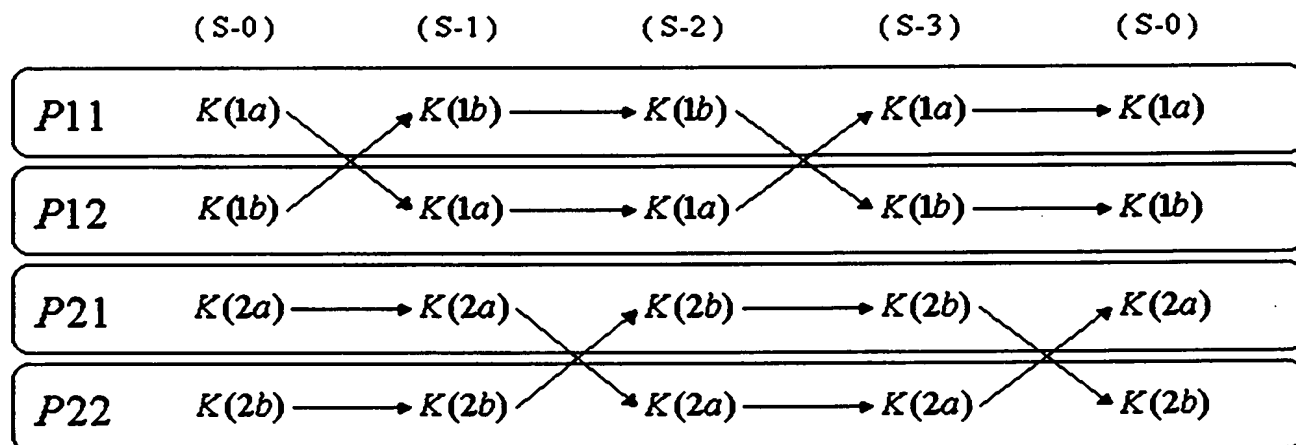 (S-0) (S-1) (S-2) (S-3) (S-0)
P11 K(1a) K(1b) K(1b) K(1a) K(1a)
P12 K(1b) K(1a) K(1a) K(1b) K(1b)
P21 K(2a) K(2a) K(2b) K(2b) K(2a)
P22 K(2b) K(2b) K(2a) K(2a) K(2b)